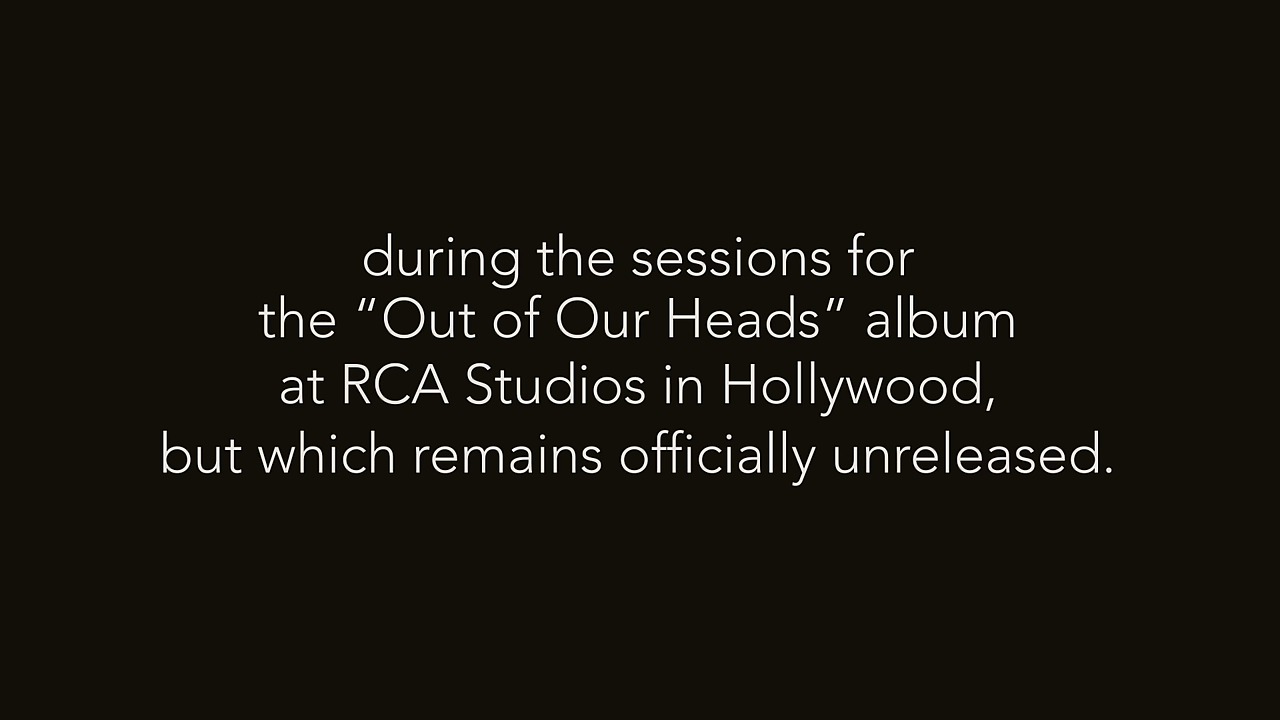 during the sessions for
the “Out of Our Heads” album
at RCA Studios in Hollywood,
but which remains officially unreleased.